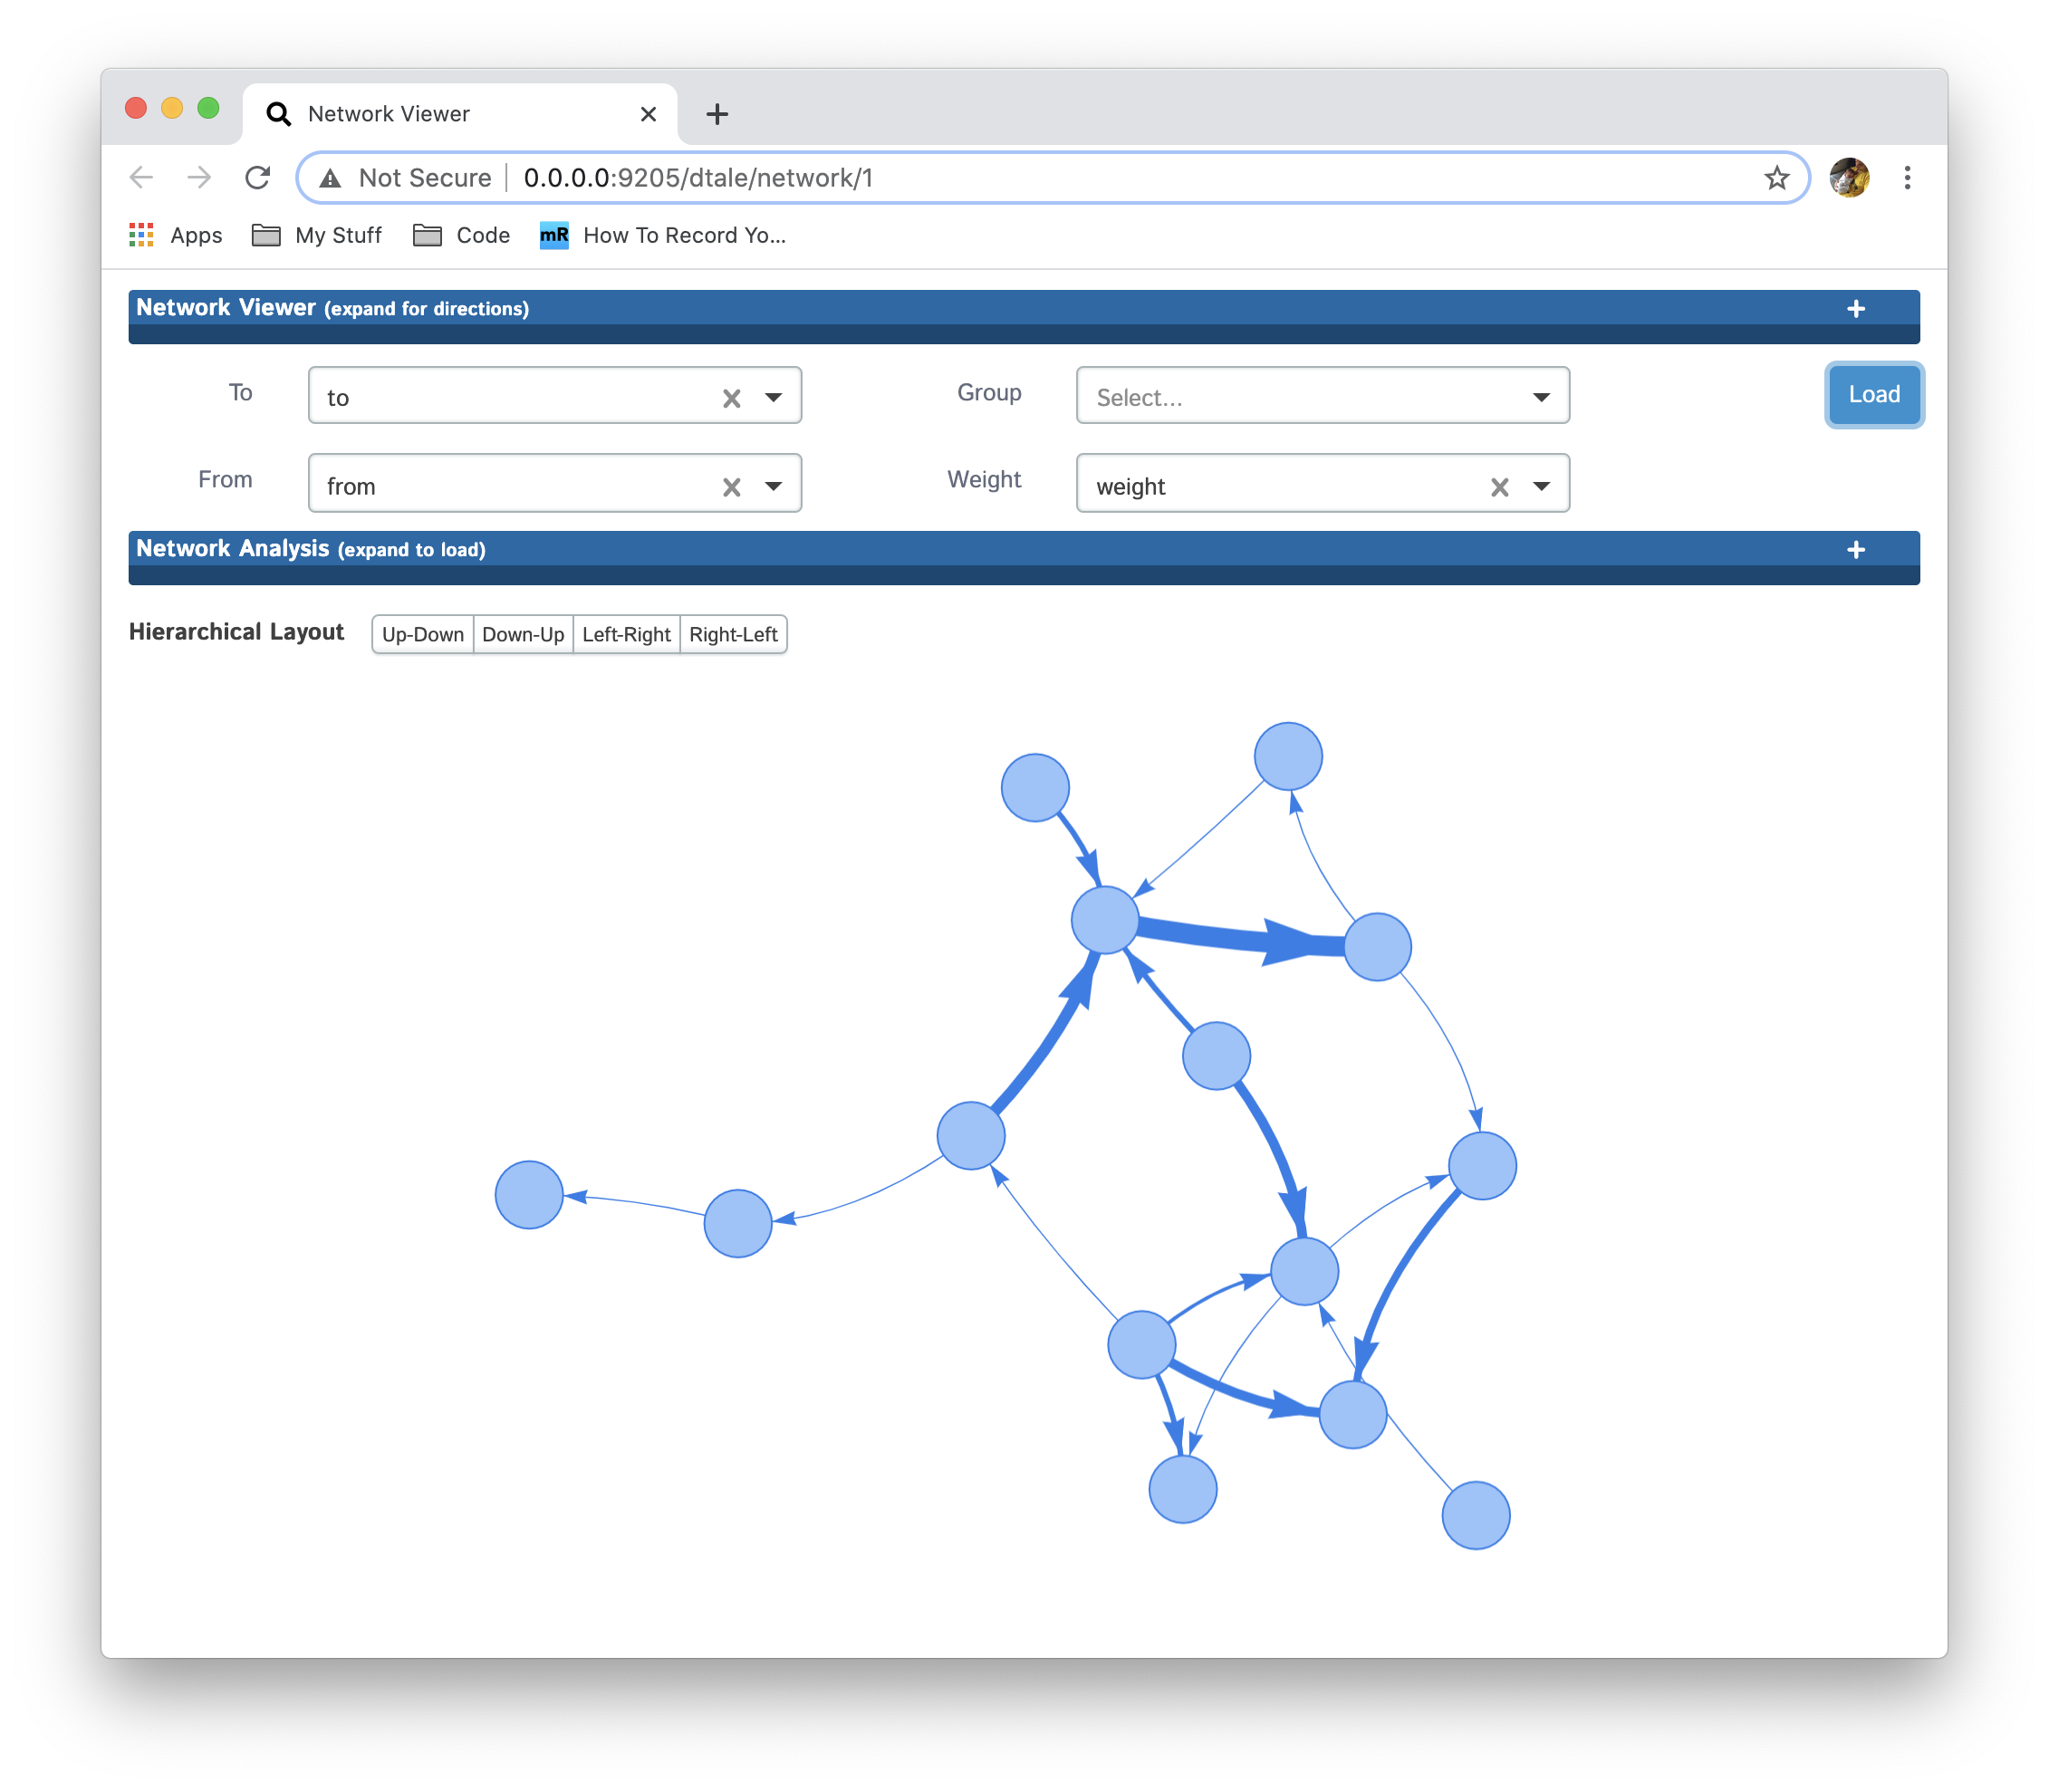 Network Viewer
Not Secure 0.0.0.0:9205/dtale/network/1
Apps My Stuff Code mR How To Record Yo...
Network Viewer (expand for directions)
To to Group Select... Load
From from Weight weight
Network Analysis (expand to load)
Hierarchical Layout Up-Down Down-Up Left-Right Right-Left